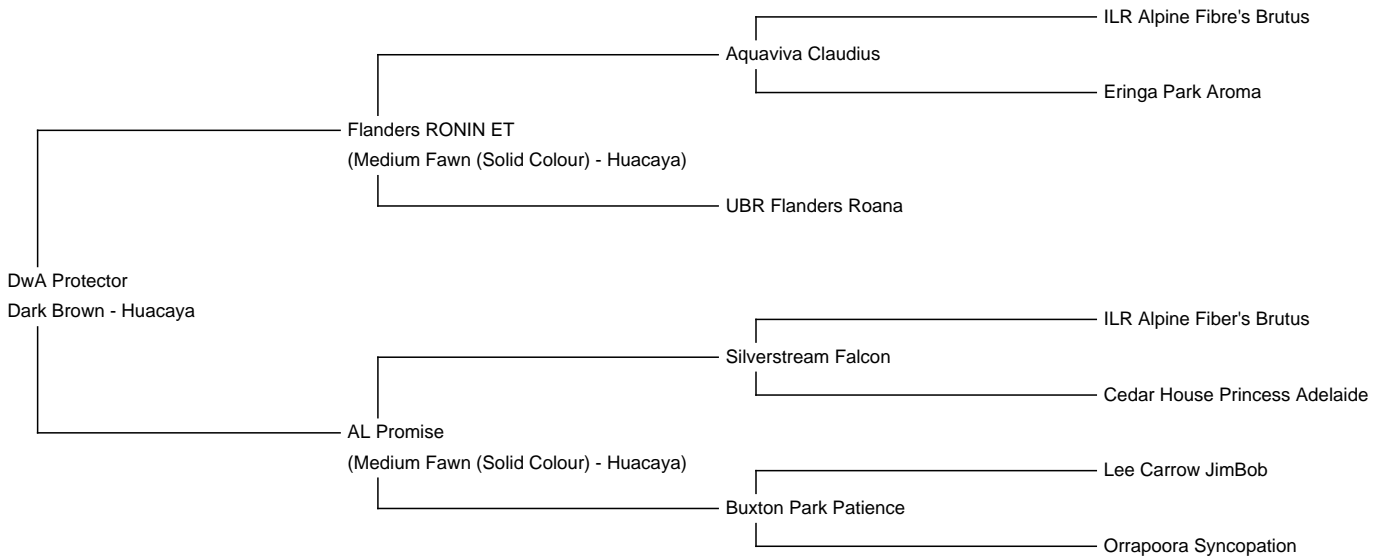 ILR Alpine Fibre's Brutus
Aquaviva Claudius
Eringa Park Aroma
Flanders RONIN ET
(Medium Fawn (Solid Colour) - Huacaya)
UBR Flanders Roana
DwA Protector
Dark Brown - Huacaya
ILR Alpine Fiber's Brutus
Silverstream Falcon
Cedar House Princess Adelaide
AL Promise
(Medium Fawn (Solid Colour) - Huacaya)
Lee Carrow JimBob
Buxton Park Patience
Orrapoora Syncopation